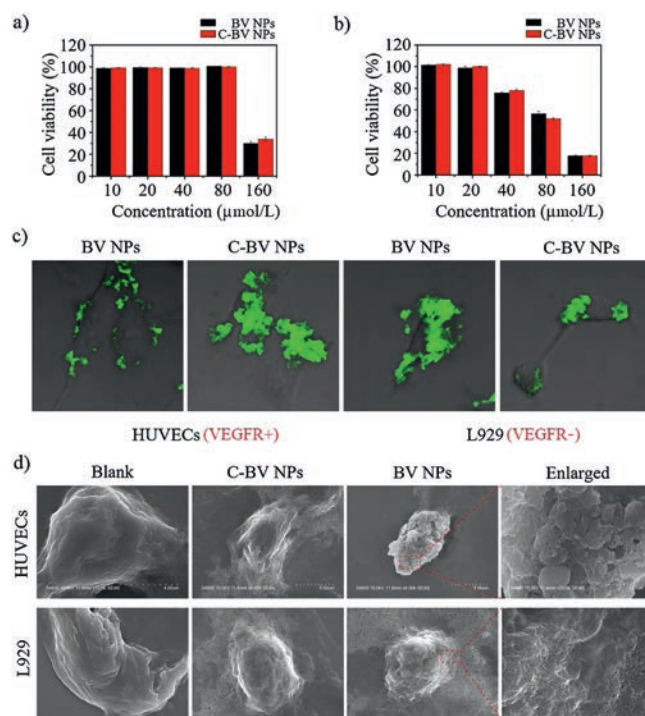 a)
BV NPs
C-BV NPs
Cell viability (%)
120
100
80
60
40
20
0
10 20 40 80 160
Concentration (µmol/L)
b)
BV NPs
C-BV NPs
Cell viability (%)
120
100
80
60
40
20
0
10 20 40 80 160
Concentration (µmol/L)
c)
BV NPs C-BV NPs BV NPs C-BV NPs
HUVECs (VEGFR+) L929 (VEGFR-)
d)
Blank C-BV NPs BV NPs Enlarged
HUVECs
L929